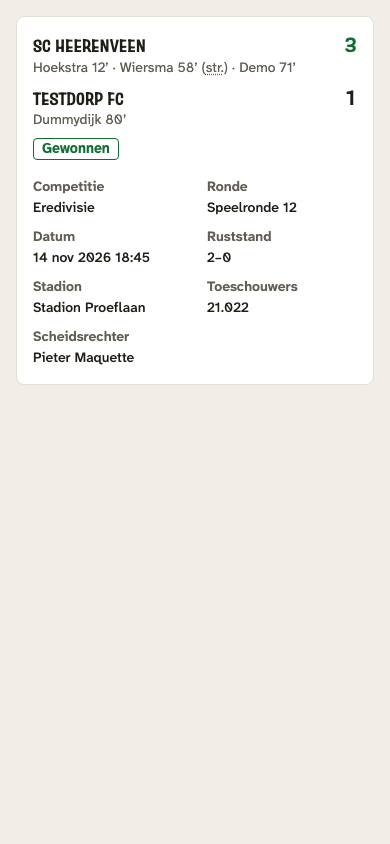 SC HEERENVEEN 3
Hoekstra 12’ · Wiersma 58’ (str.) · Demo 71’
TESTDORP FC 1
Dummydijk 80’
Gewonnen
Competitie Ronde
Eredivisie Speelronde 12
Datum Ruststand
14 nov 2026 18:45 2–0
Stadion Toeschouwers
Stadion Proeflaan 21.022
Scheidsrechter
Pieter Maquette